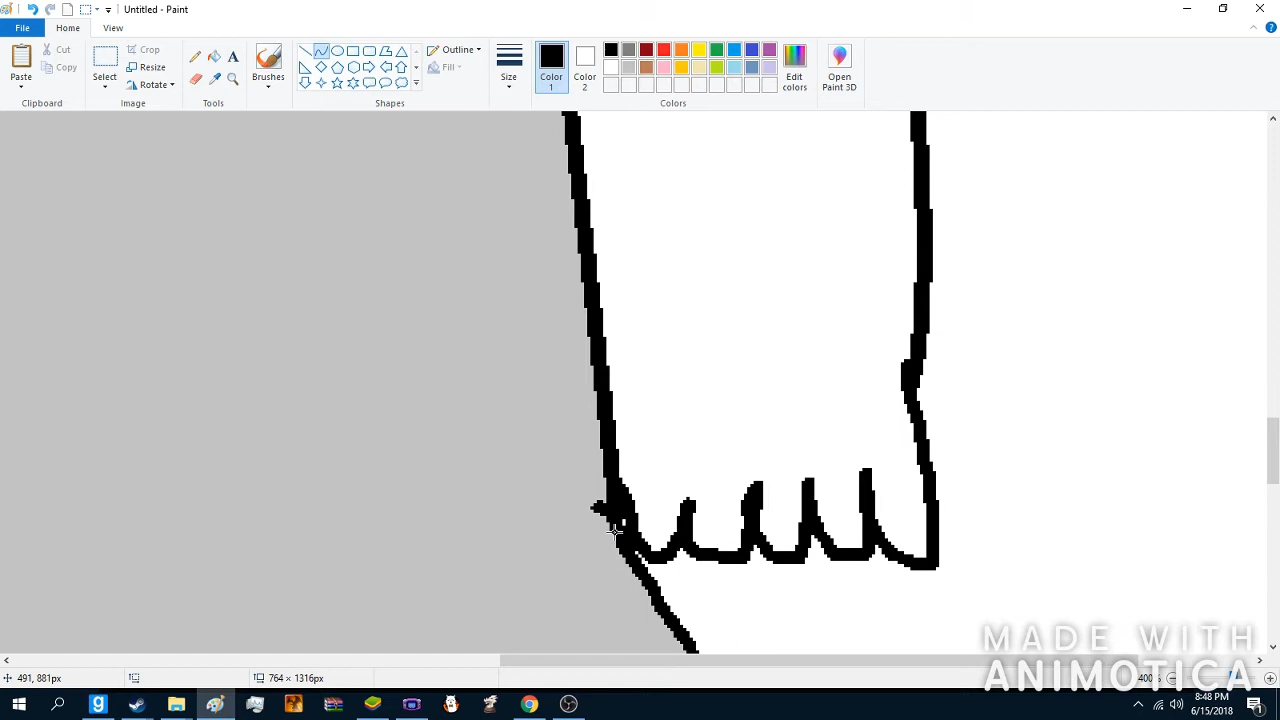 Untitled - Paint
File Home View
Paste
Cut
Copy
Clipboard
Select
Crop
Resize
Rotate
Image
A
Tools
Brushes
Shapes
Outline
Fill
Size
Color 1
Color 2
Colors
Edit colors
Open Paint 3D
MADE WITH
ANIMOTICA
491, 881px
764 × 1316px
400%
8:48 PM
6/15/2018